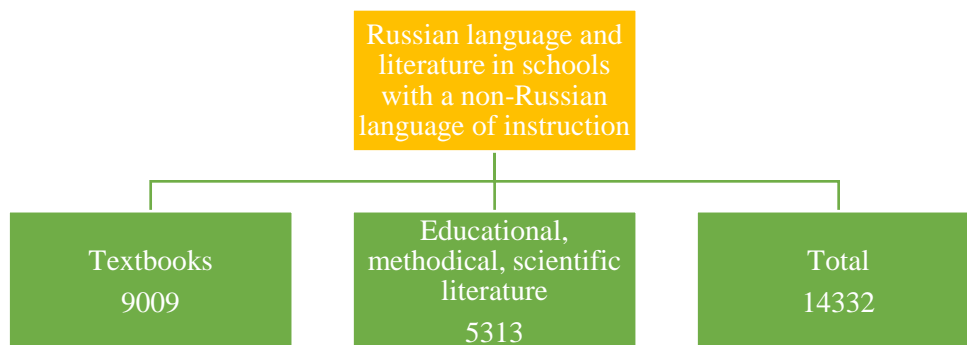 Russian language and
literature in schools
with a non-Russian
language of instruction
Textbooks
9009
Educational,
methodical, scientific
literature
5313
Total
14332